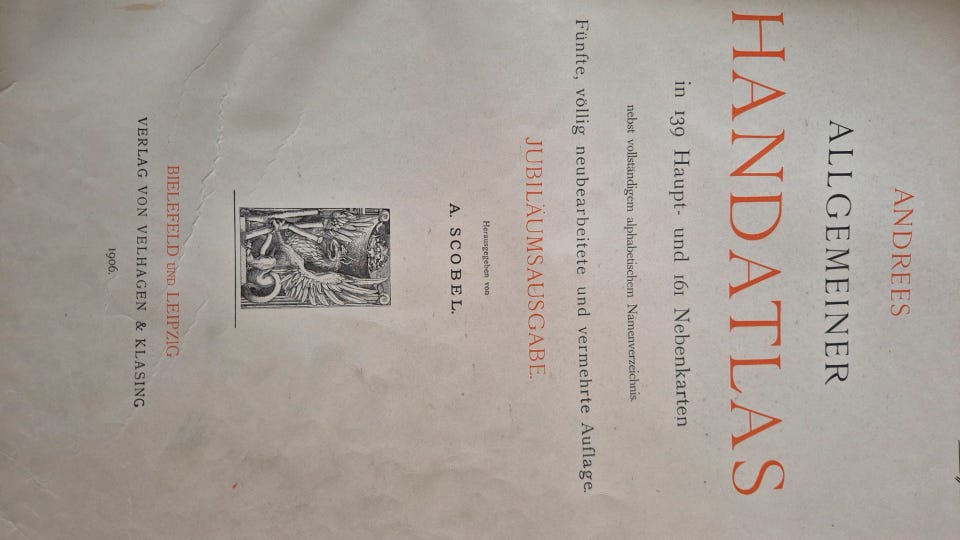 ANDREES
ALLGEMEINER
HANDATLAS
in 139 Haupt- und 161 Nebenkarten
nebst vollständigem alphabetischem Namenverzeichnis.
Fünfte, völlig neubearbeitete und vermehrte Auflage.
JUBILÄUMSAUSGABE.
Herausgegeben von
A. SCOBEL.
BIELEFELD UND LEIPZIG
VERLAG VON VELHAGEN & KLASING
1906.